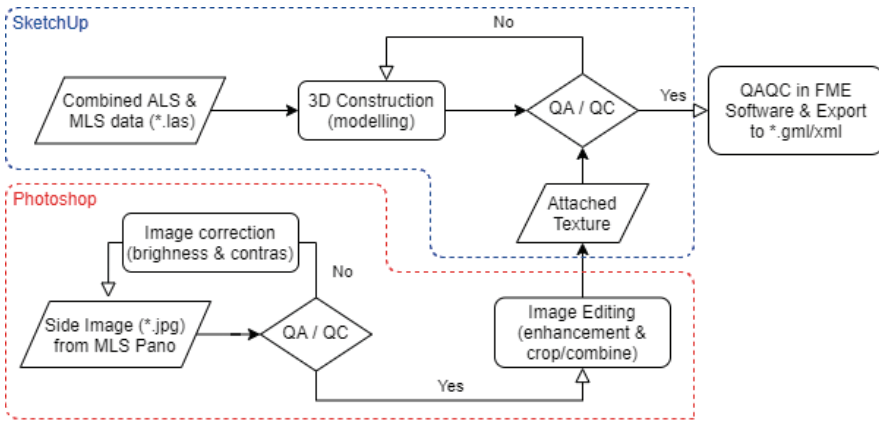 SketchUp
No
Combined ALS &
MLS data (*.las)
3D Construction
(modelling)
QA / QC
Yes
QAQC in FME
Software & Export
to *.gml/xml
Attached
Texture
Photoshop
Image correction
(brighness & contras)
No
Side Image (*.jpg)
from MLS Pano
QA / QC
Yes
Image Editing
(enhancement &
crop/combine)